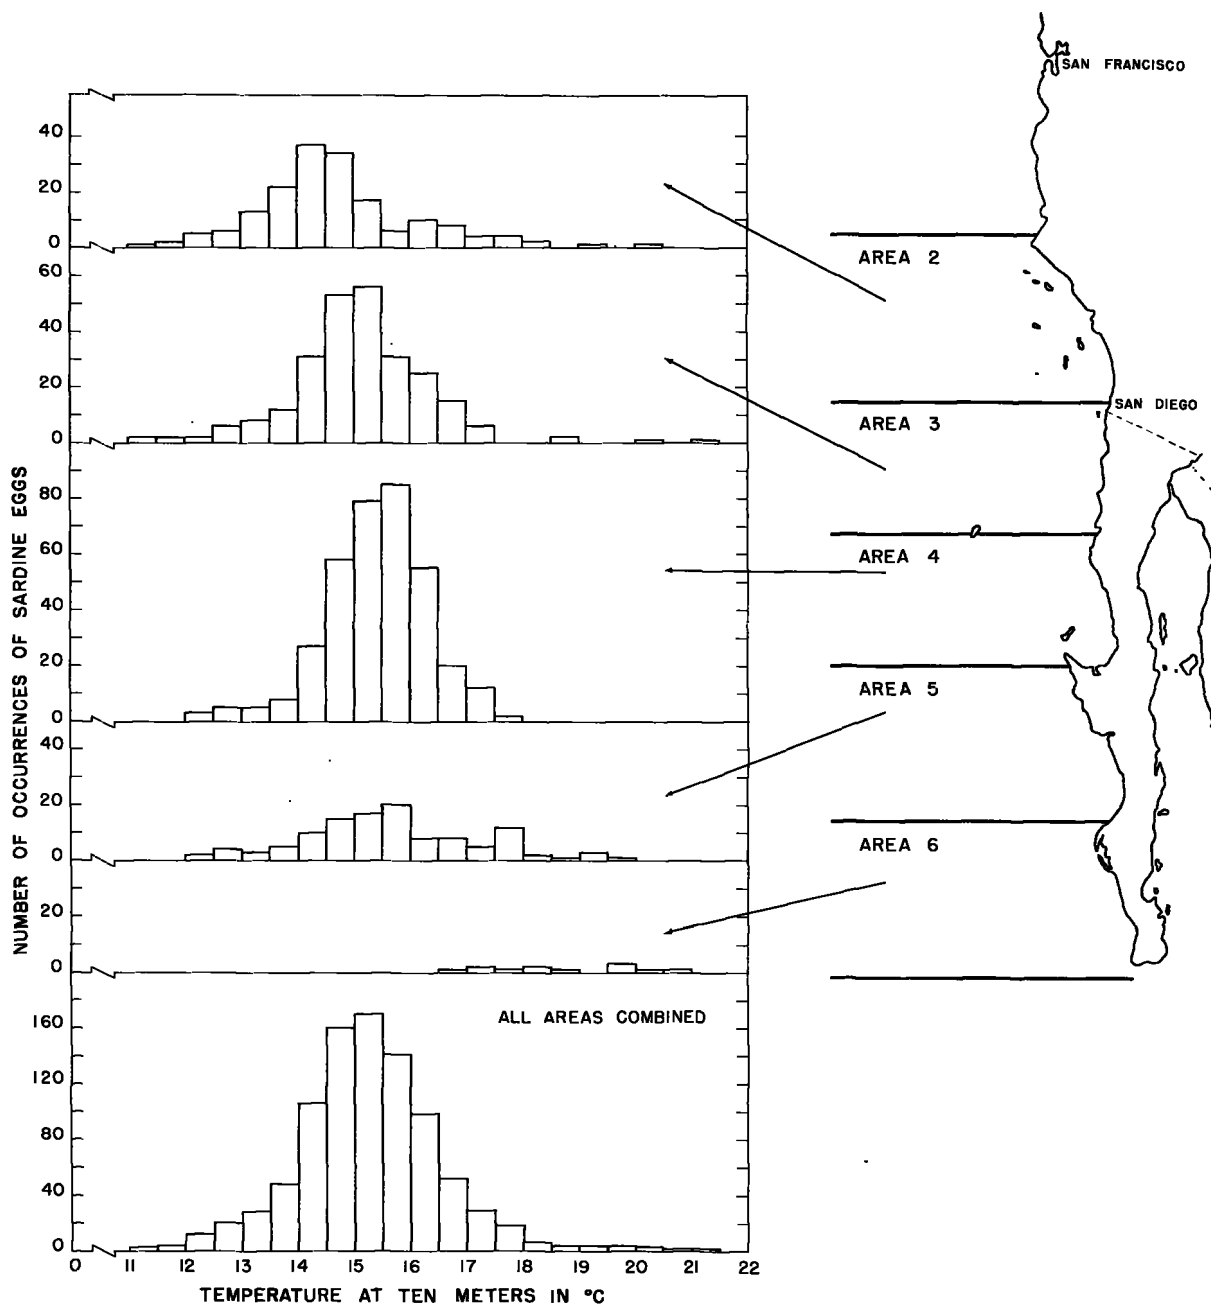 SAN FRANCISCO
40
20
0
AREA 2
60
40
20
0
SAN DIEGO
AREA 3
80
60
40
20
0
AREA 4
40
20
0
AREA 5
20
0
AREA 6
ALL AREAS COMBINED
160
120
80
40
0
0 11 12 13 14 15 16 17 18 19 20 21 22
TEMPERATURE AT TEN METERS IN °C
NUMBER OF OCCURRENCES OF SARDINE EGGS